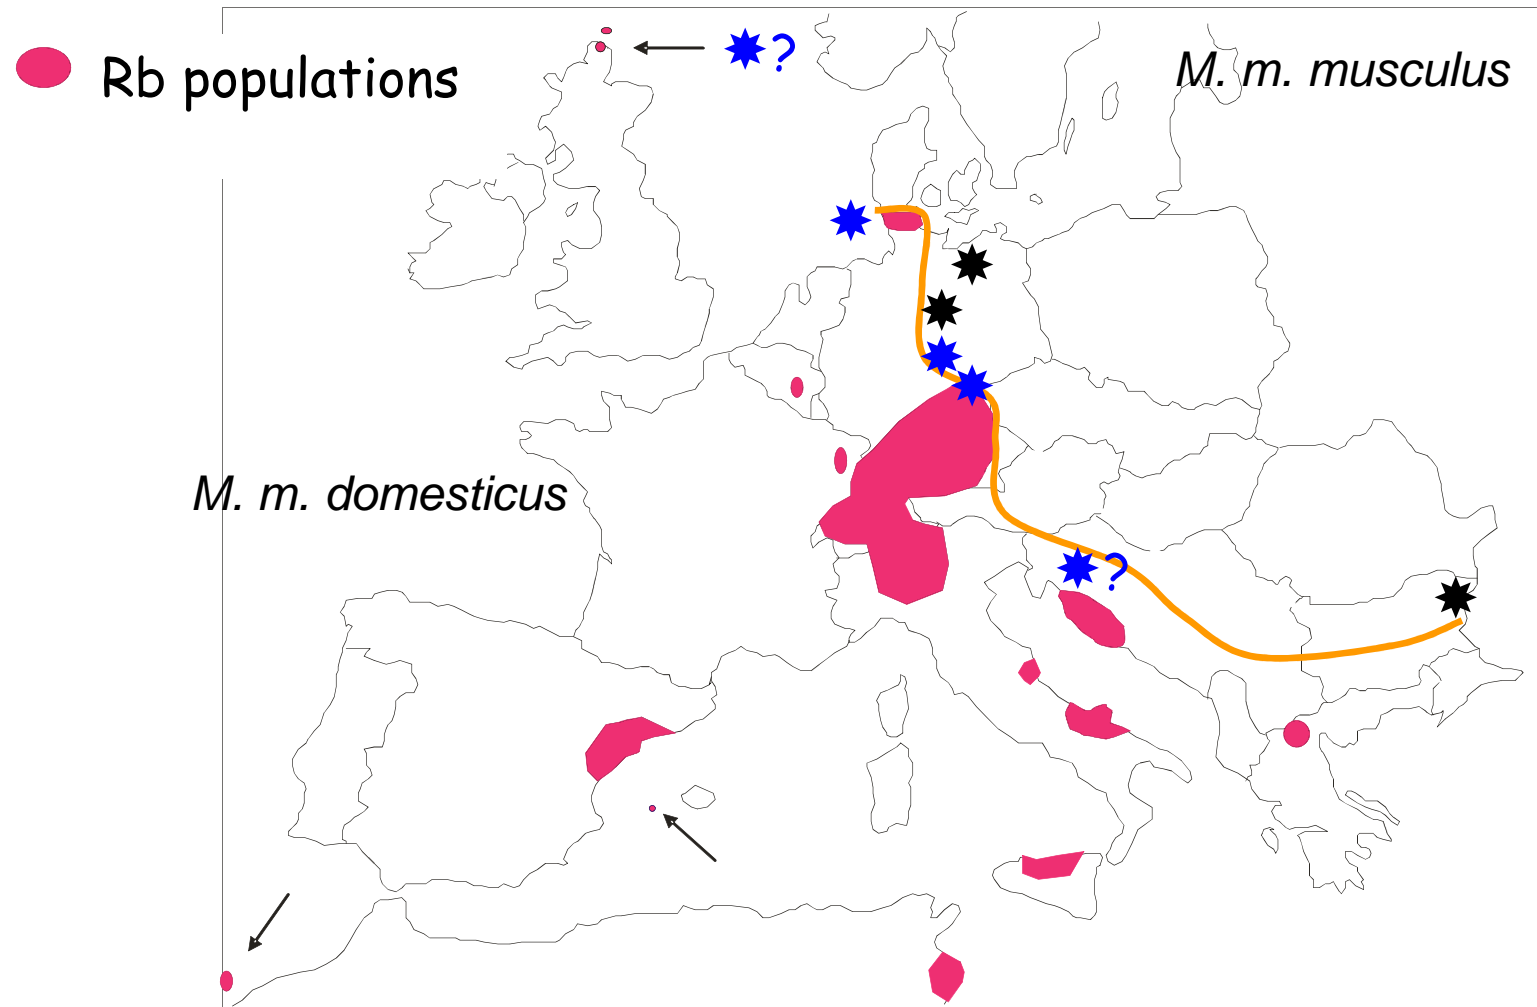 Rb populations
?
M. m. musculus
M. m. domesticus
?